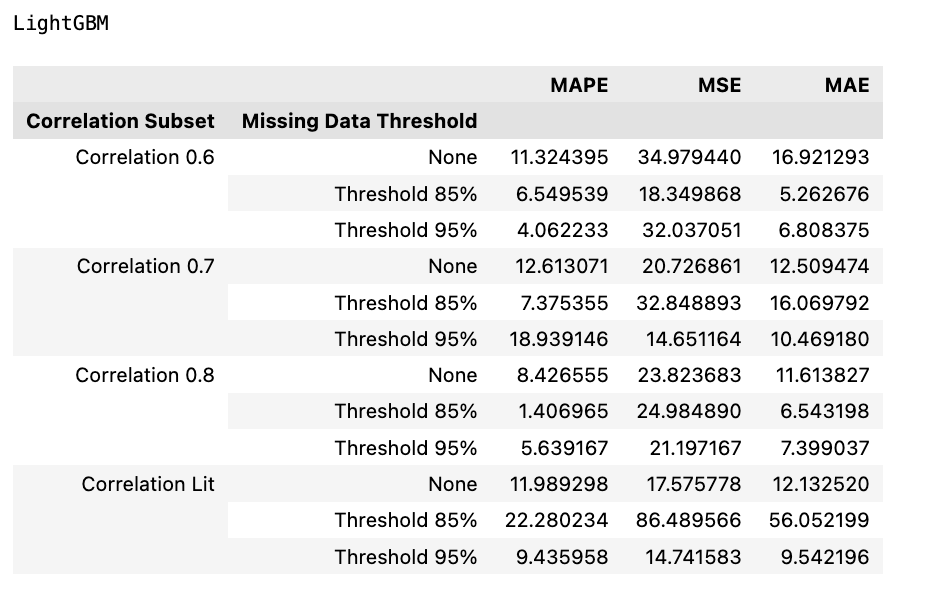 LightGBM
MAPE MSE MAE
Correlation Subset Missing Data Threshold
Correlation 0.6 None 11.324395 34.979440 16.921293
Threshold 85% 6.549539 18.349868 5.262676
Threshold 95% 4.062233 32.037051 6.808375
Correlation 0.7 None 12.613071 20.726861 12.509474
Threshold 85% 7.375355 32.848893 16.069792
Threshold 95% 18.939146 14.651164 10.469180
Correlation 0.8 None 8.426555 23.823683 11.613827
Threshold 85% 1.406965 24.984890 6.543198
Threshold 95% 5.639167 21.197167 7.399037
Correlation Lit None 11.989298 17.575778 12.132520
Threshold 85% 22.280234 86.489566 56.052199
Threshold 95% 9.435958 14.741583 9.542196